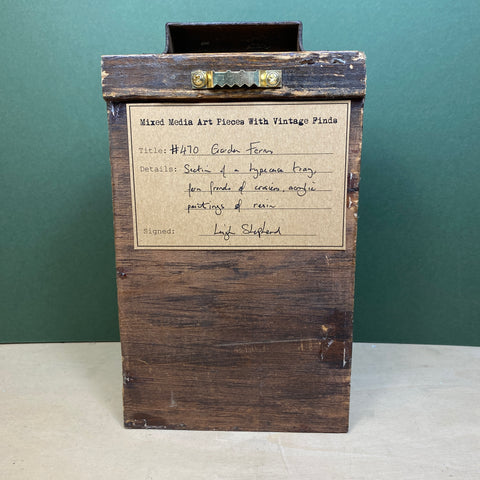 Mixed Media Art Pieces With Vintage Finds
Title: #470 Garden Ferns
Details: Section of a typecase tray,
fern fronds of, acrylic
paintings of resin
Signed: Leigh Shepherd